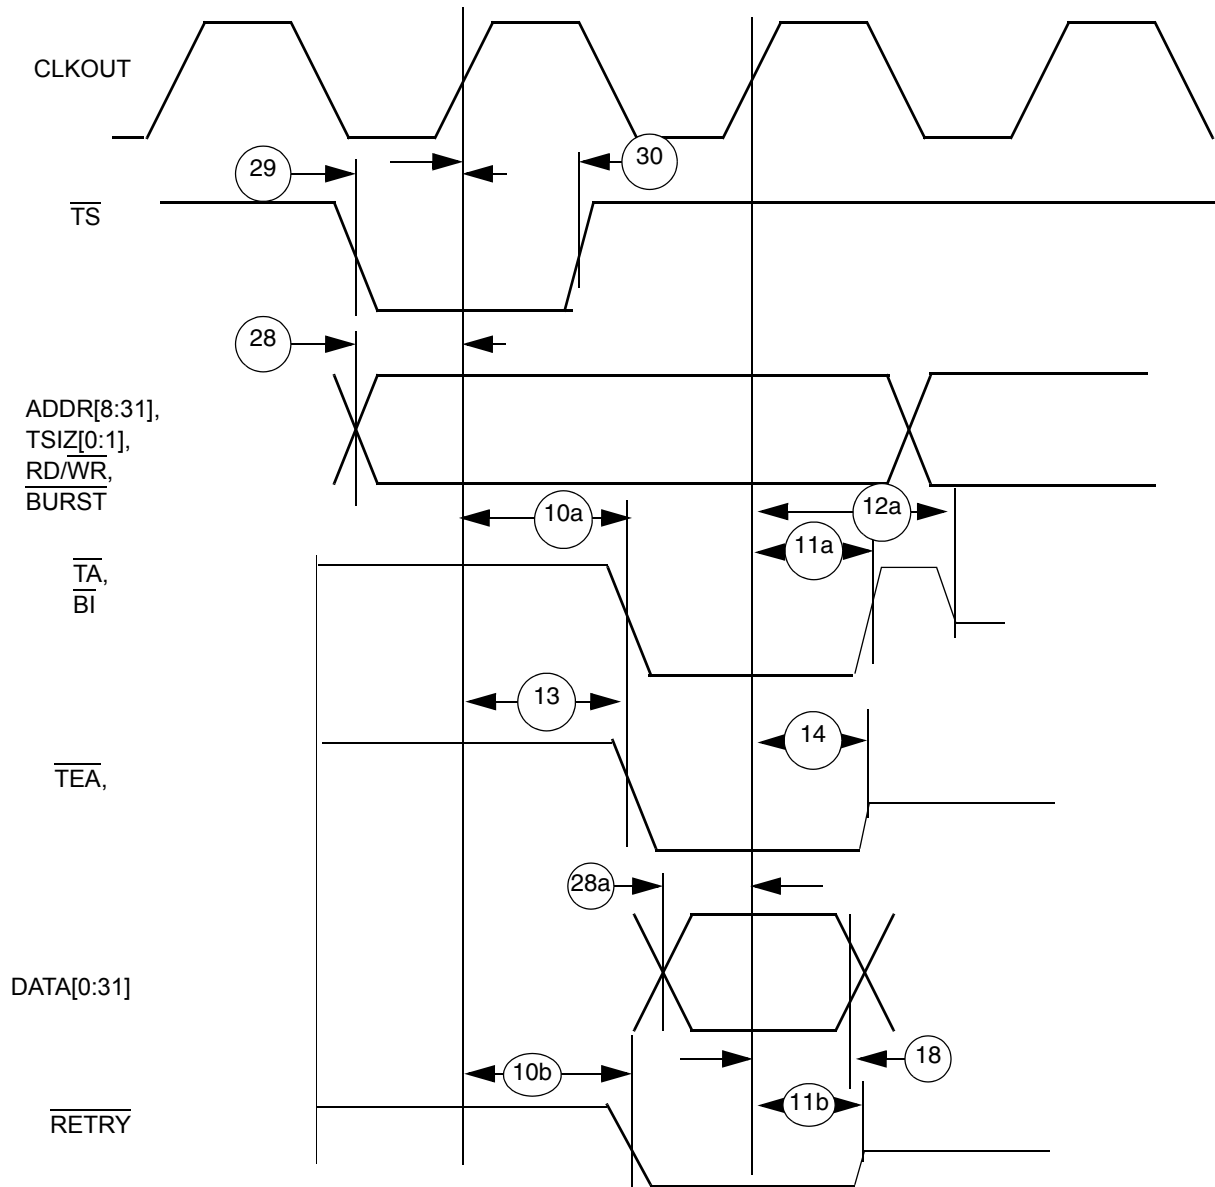 CLKOUT
29
30
TS
28
ADDR[8:31],
TSIZ[0:1],
RD/WR,
BURST
10a
12a
11a
TA,
BI
13
14
TEA,
28a
DATA[0:31]
18
10b
11b
RETRY